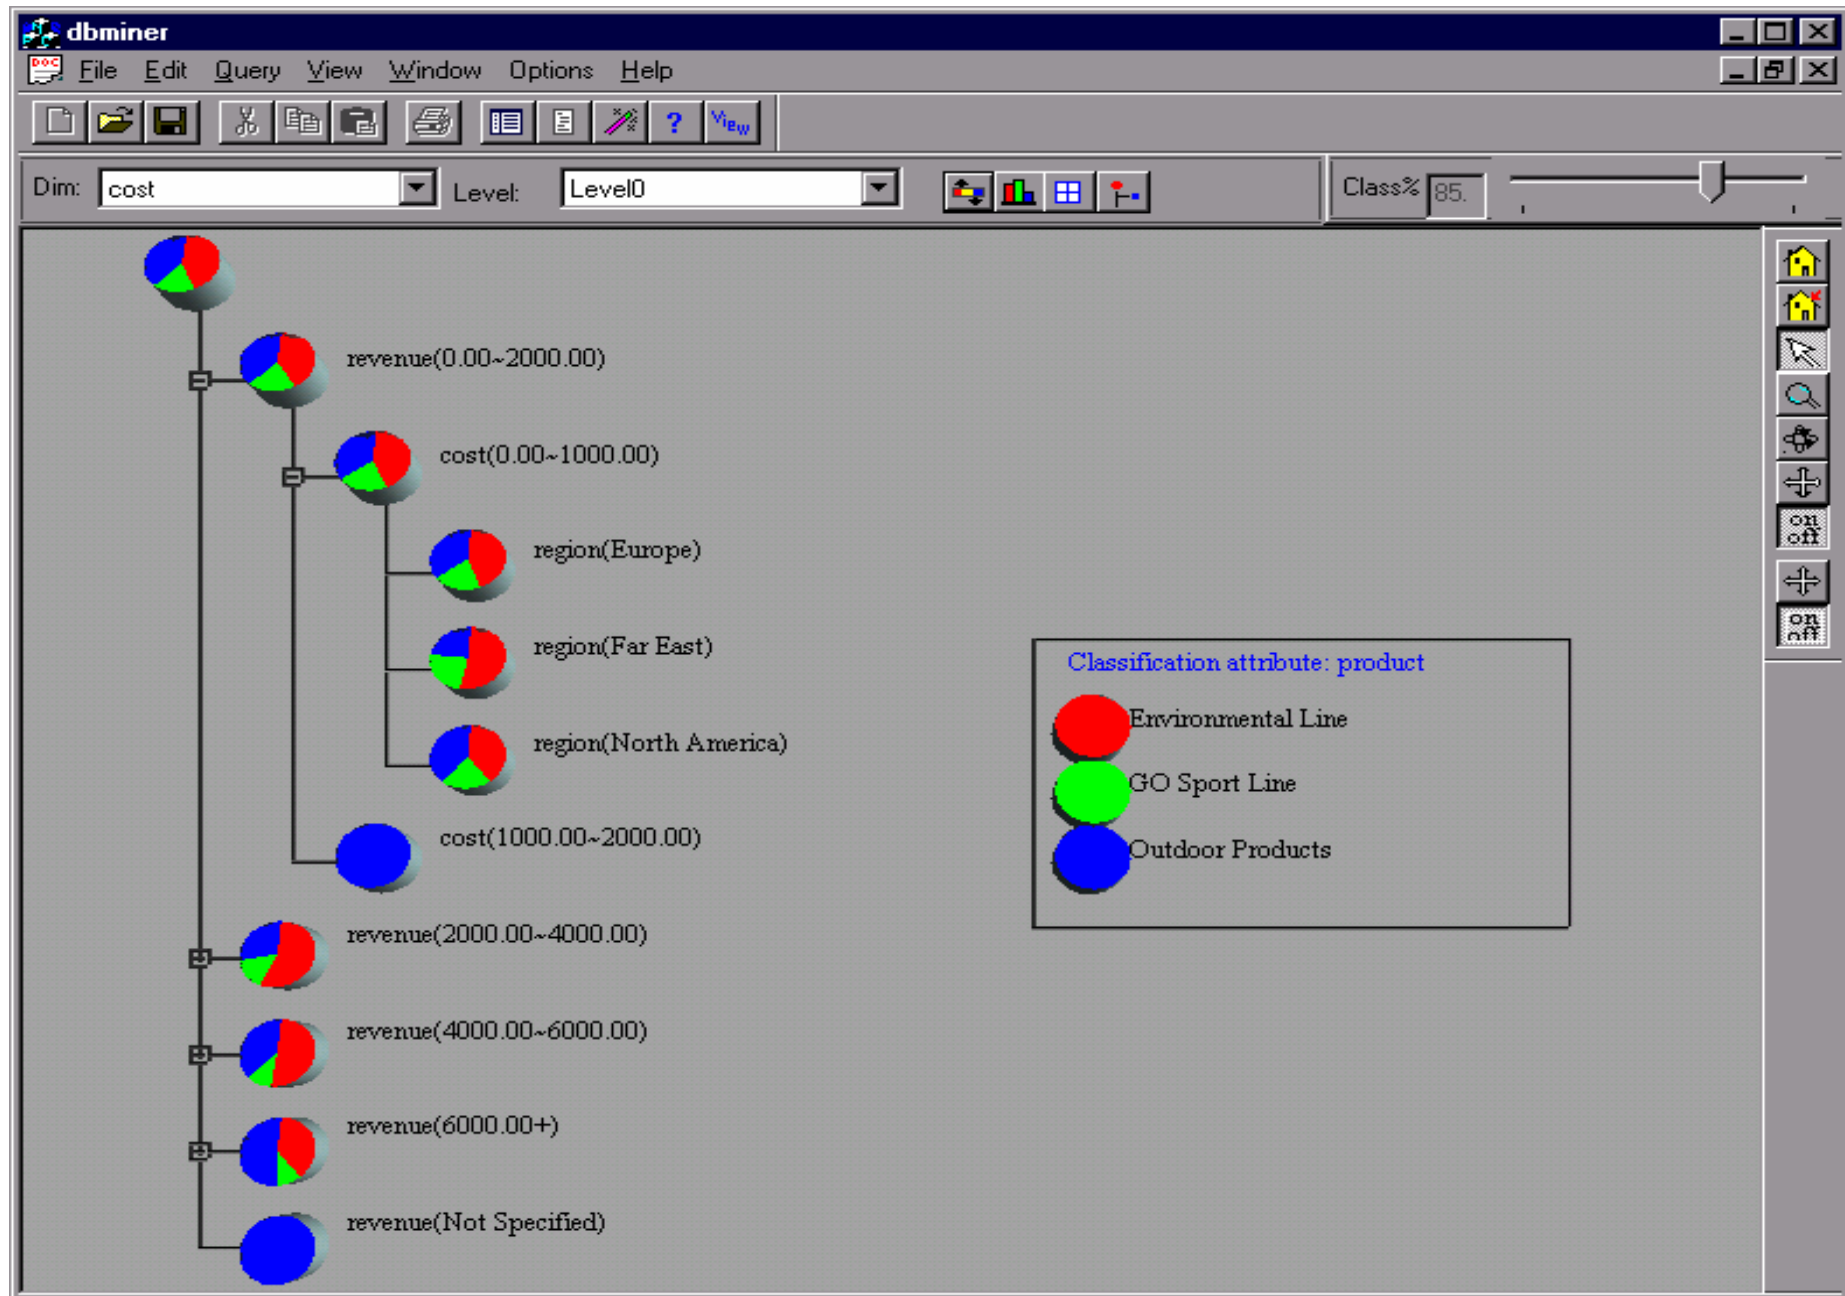 dbminer
DOC File Edit Query View Window Options Help
? View
Dim: cost Level: Level0 Class% 85.
revenue(0.00~2000.00)
cost(0.00~1000.00)
on
off
region(Europe)
on
off
region(Far East)
Classification attribute: product
Environmental Line
region(North America)
GO Sport Line
cost(1000.00~2000.00)
Outdoor Products
revenue(2000.00~4000.00)
revenue(4000.00~6000.00)
revenue(6000.00+)
revenue(Not Specified)